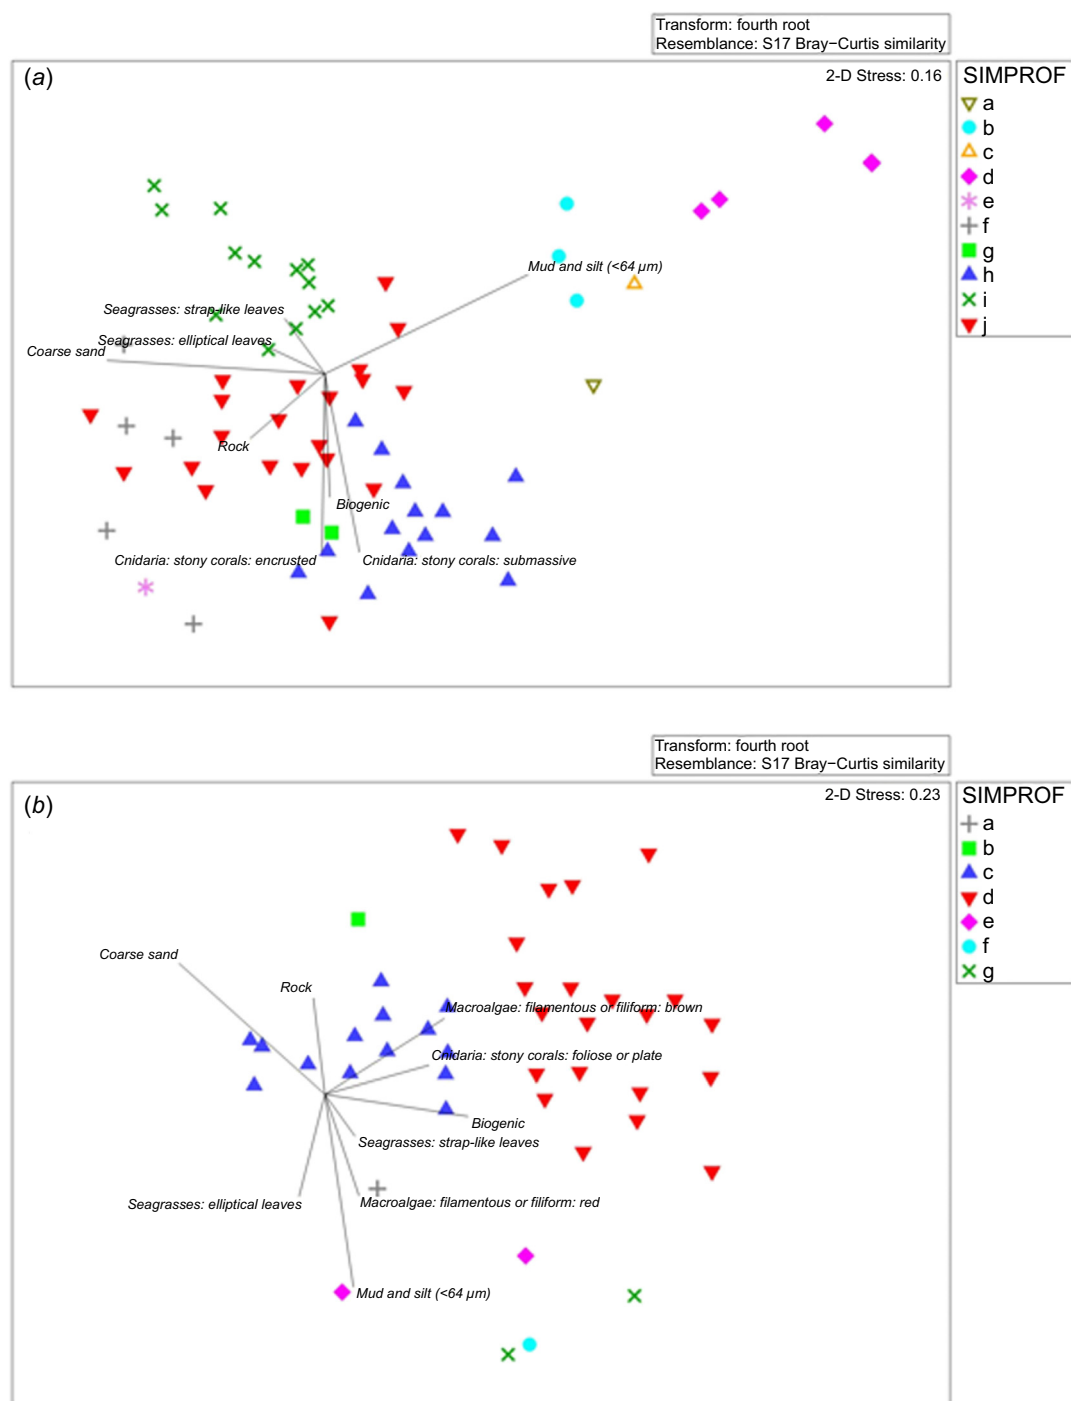 Transform: fourth root
Resemblance: S17 Bray−Curtis similarity
(a)
2-D Stress: 0.16
SIMPROF
a
b
c
d
e
f
g
h
i
j
Mud and silt (<64 µm)
Seagrasses: strap-like leaves
Seagrasses: elliptical leaves
Coarse sand
Rock
Biogenic
Cnidaria: stony corals: encrusted
Cnidaria: stony corals: submassive
Transform: fourth root
Resemblance: S17 Bray−Curtis similarity
(b)
2-D Stress: 0.23
SIMPROF
a
b
c
d
e
f
g
Coarse sand
Rock
Macroalgae: filamentous or filiform: brown
Cnidaria: stony corals: foliose or plate
Biogenic
Seagrasses: strap-like leaves
Seagrasses: elliptical leaves
Macroalgae: filamentous or filiform: red
Mud and silt (<64 µm)